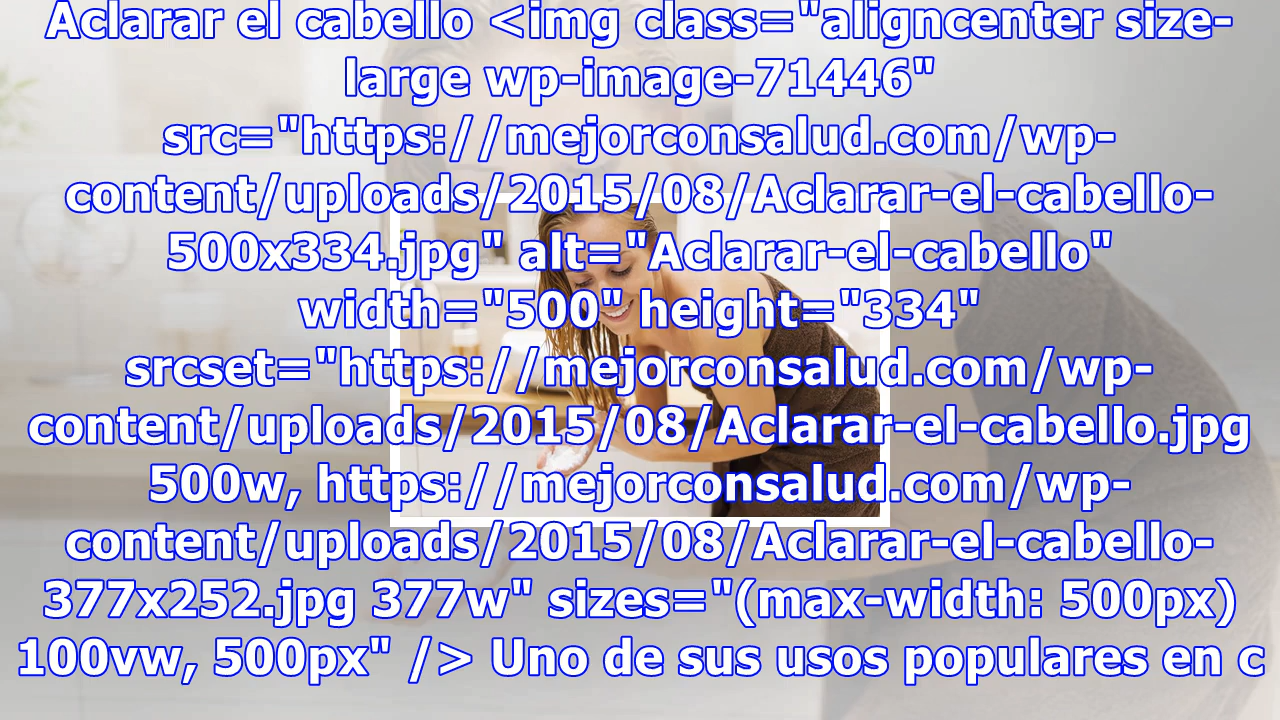 Aclarar el cabello <img class="aligncenter size-
large wp-image-71446"
src="https://mejorconsalud.com/wp-
content/uploads/2015/08/Aclarar-el-cabello-
500x334.jpg" alt="Aclarar-el-cabello"
width="500" height="334"
srcset="https://mejorconsalud.com/wp-
content/uploads/2015/08/Aclarar-el-cabello.jpg
500w, https://mejorconsalud.com/wp-
content/uploads/2015/08/Aclarar-el-cabello-
377x252.jpg 377w" sizes="(max-width: 500px)
100vw, 500px" /> Uno de sus usos populares en c